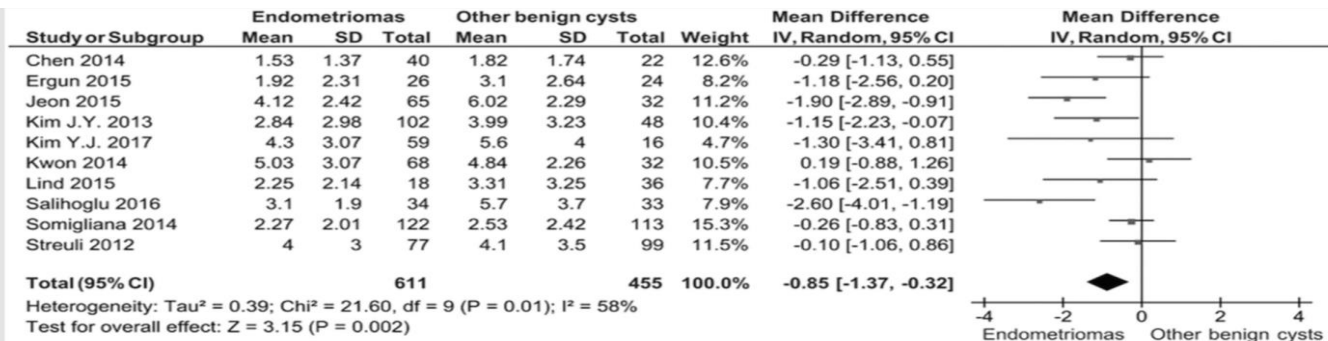 Endometriomas Other benign cysts Mean Difference Mean Difference
Study or Subgroup Mean SD Total Mean SD Total Weight IV, Random, 95% CI IV, Random, 95% CI
Chen 2014 1.53 1.37 40 1.82 1.74 22 12.6% -0.29 [-1.13, 0.55]
Ergun 2015 1.92 2.31 26 3.1 2.64 24 8.2% -1.18 [-2.56, 0.20]
Jeon 2015 4.12 2.42 65 6.02 2.29 32 11.2% -1.90 [-2.89, -0.91]
Kim J.Y. 2013 2.84 2.98 102 3.99 3.23 48 10.4% -1.15 [-2.23, -0.07]
Kim Y.J. 2017 4.3 3.07 59 5.6 4 16 4.7% -1.30 [-3.41, 0.81]
Kwon 2014 5.03 3.07 68 4.84 2.26 32 10.5% 0.19 [-0.88, 1.26]
Lind 2015 2.25 2.14 18 3.31 3.25 36 7.7% -1.06 [-2.51, 0.39]
Salihoglu 2016 3.1 1.9 34 5.7 3.7 33 7.9% -2.60 [-4.01, -1.19]
Somigliana 2014 2.27 2.01 122 2.53 2.42 113 15.3% -0.26 [-0.83, 0.31]
Streuli 2012 4 3 77 4.1 3.5 99 11.5% -0.10 [-1.06, 0.86]
Total (95% CI) 611 455 100.0% -0.85 [-1.37, -0.32]
Heterogeneity: Tau² = 0.39; Chi² = 21.60, df = 9 (P = 0.01); I² = 58%
Test for overall effect: Z = 3.15 (P = 0.002)
-4 -2 0 2 4
Endometriomas Other benign cysts